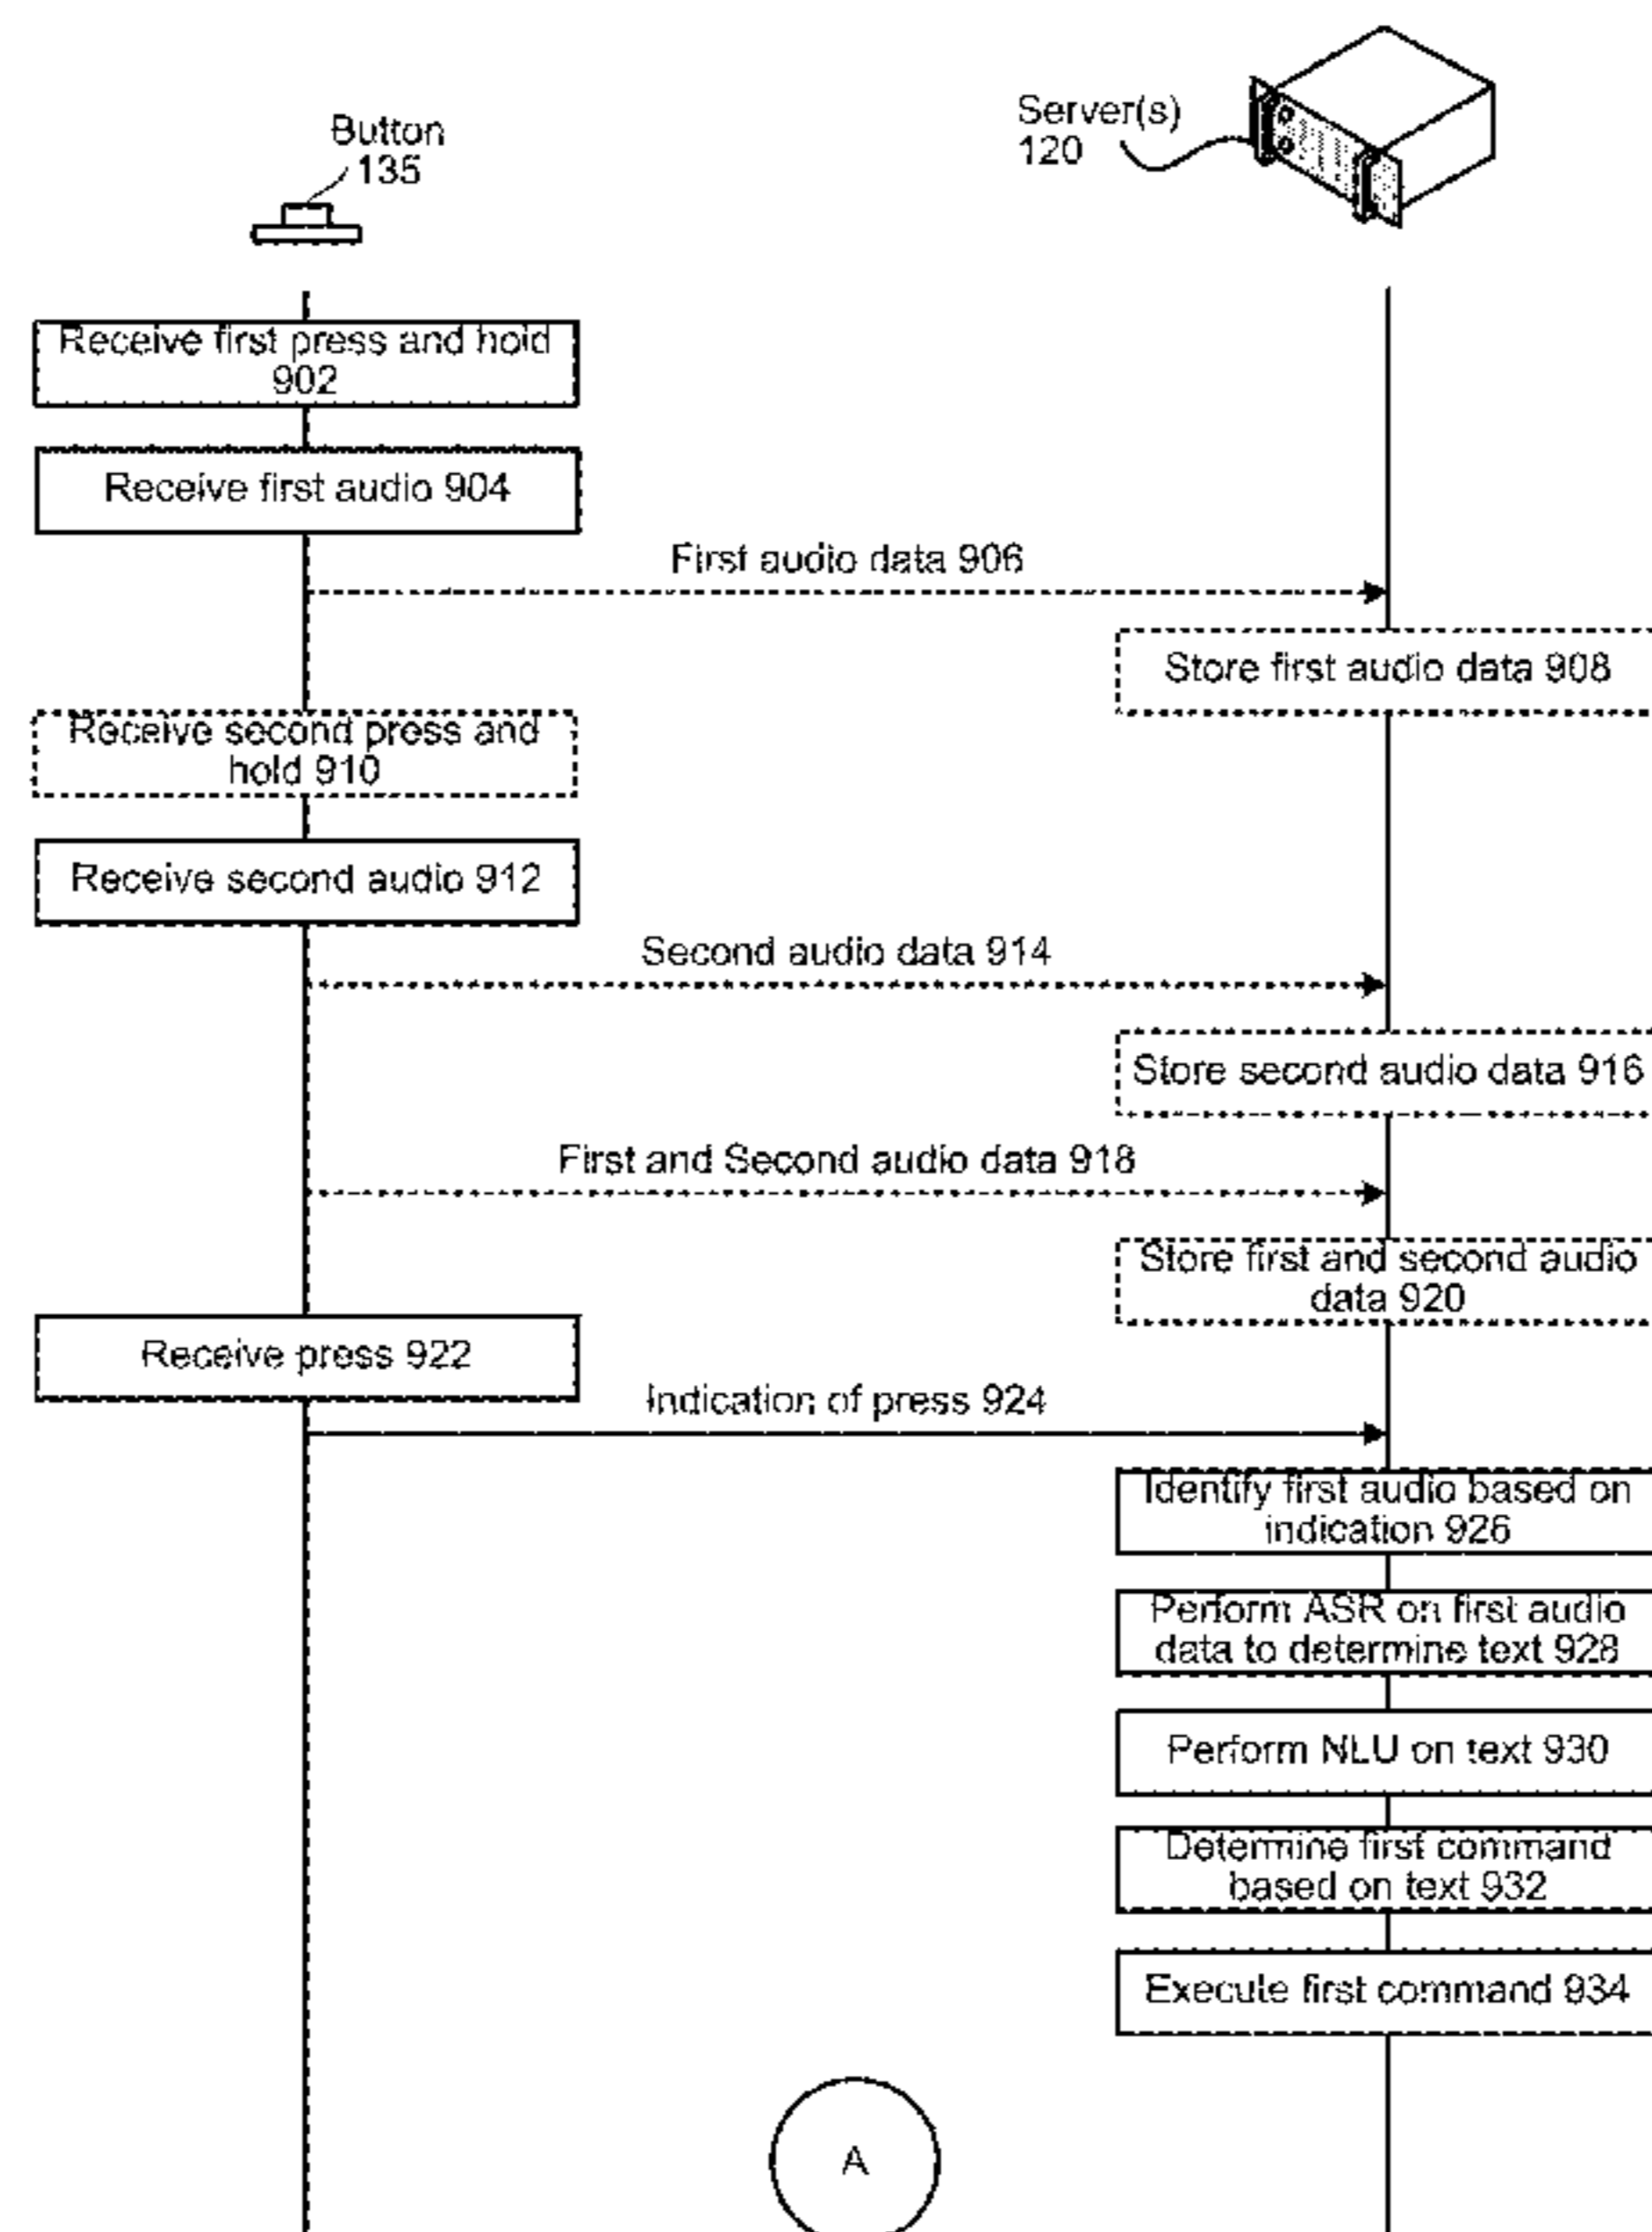 Button
135
Server(s)
120
Receive first press and hold
902
Receive first audio 904
First audio data 906
Store first audio data 908
Receive second press and
hold 910
Receive second audio 912
Second audio data 914
Store second audio data 916
First and Second audio data 918
Store first and second audio
data 920
Receive press 922
Indication of press 924
Identify first audio based on
indication 926
Perform ASR on first audio
data to determine text 928
Perform NLU on text 930
Determine first command
based on text 932
Execute first command 934
A